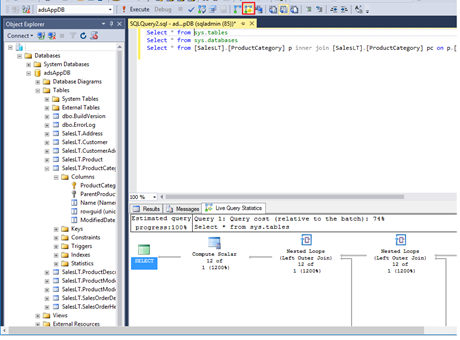 adsAppDB
Execute
Debug
Object Explorer
SQLQuery2.sql - ad...pDB (sqladmin (85))*
Connect
Databases
System Databases
adsAppDB
Database Diagrams
Tables
System Tables
External Tables
dbo.BuildVersion
dbo.ErrorLog
SalesLT.Address
SalesLT.Customer
SalesLT.CustomerAd
SalesLT.Product
SalesLT.ProductCateg
Columns
ProductCateg
ParentProduc
Name (Name
rowguid (uniq
ModifiedDate
Keys
Constraints
Triggers
Indexes
Statistics
SalesLT.ProductDesc
SalesLT.ProductMod
SalesLT.ProductMod
SalesLT.SalesOrderDe
SalesLT.SalesOrderHe
Views
External Resources
Select * from sys.tables
Select * from sys.databases
Select * from [SalesLT].[ProductCategory] p inner join [SalesLT].[ProductCategory] pc on p.[
100 %
Results Messages Live Query Statistics
Estimated query progress:100%
Query 1: Query cost (relative to the batch): 74%
Select * from sys.tables
SELECT
Compute Scalar
12 of
1 (1200%)
Nested Loops
(Left Outer Join)
12 of
1 (1200%)
Nested Loops
(Left Outer Join)
12 of
1 (1200%)